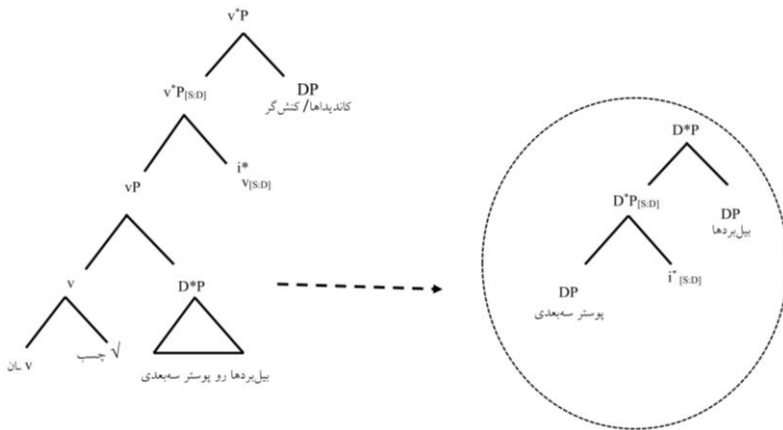 v*P
v*P[S:D]
DP
کاندیداها/ کنش‌گر
vP
i*
v[S:D]
v
D*P
v ـان
√ چسب
بیل‌بردها رو پوستر سه‌بعدی
D*P
D*P[S:D]
DP
بیل‌بردها
DP
پوستر سه‌بعدی
i* [S:D]